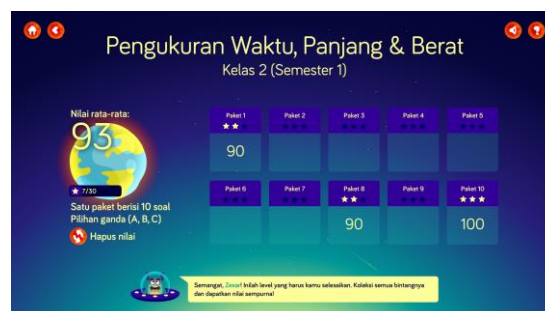 Pengukuran Waktu, Panjang & Berat
Kelas 2 (Semester 1)
Nilai rata-rata:
93
7/30
Satu paket berisi 10 soal
Pilihan ganda (A, B, C)
Hapus nilai
Paket 1
90
Paket 2
Paket 3
Paket 4
Paket 5
Paket 6
Paket 7
Paket 8
90
Paket 9
Paket 10
100
Semangat, Inilah level yang harus kamu selesaikan. Koleksi semua bintangnya
dan dapatkan nilai sempurna!